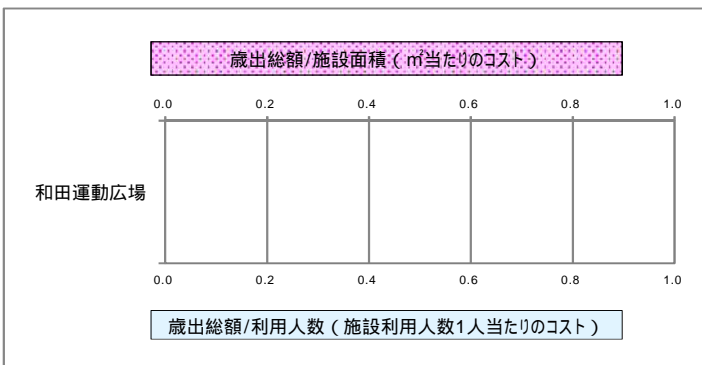 歳出総額/施設面積（㎡当たりのコスト）
0.0 0.2 0.4 0.6 0.8 1.0
和田運動広場
0.0 0.2 0.4 0.6 0.8 1.0
歳出総額/利用人数（施設利用人数1人当たりのコスト）